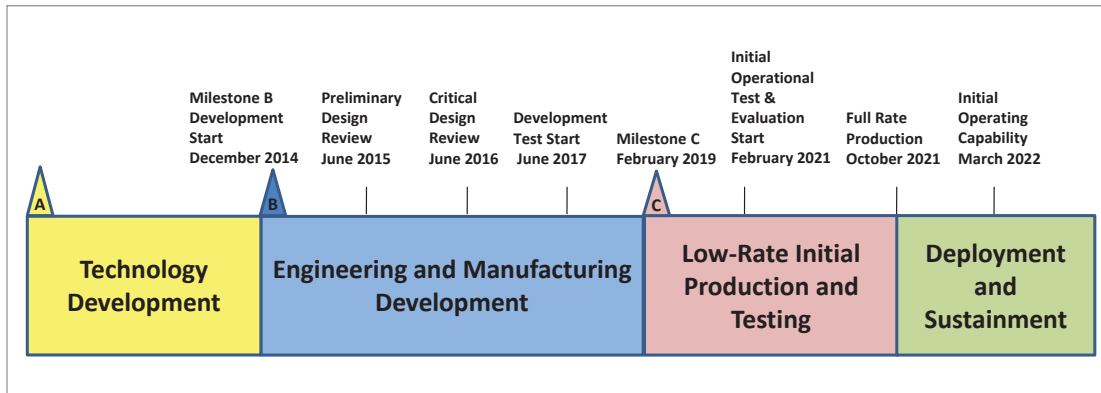 Milestone B
Development
Start
December 2014
Preliminary
Design
Review
June 2015
Critical
Design
Review
June 2016
Development
Test Start
June 2017
Milestone C
February 2019
Initial
Operational
Test &
Evaluation
Start
February 2021
Full Rate
Production
October 2021
Initial
Operating
Capability
March 2022
A
B
C
Technology
Development
Engineering and Manufacturing
Development
Low-Rate Initial
Production and
Testing
Deployment
and
Sustainment